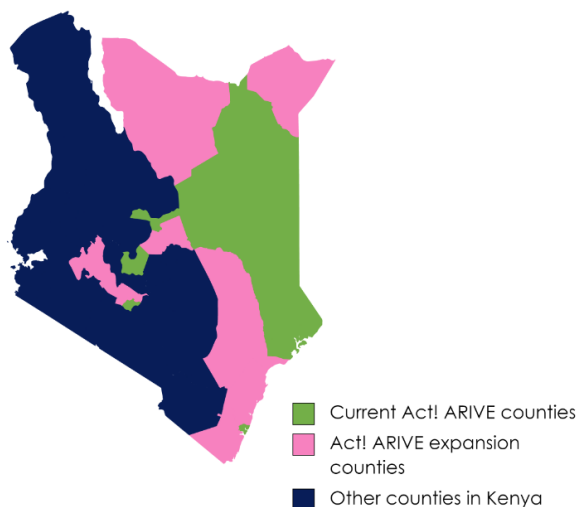 Current Act! ARIVE counties
Act! ARIVE expansion
counties
Other counties in Kenya